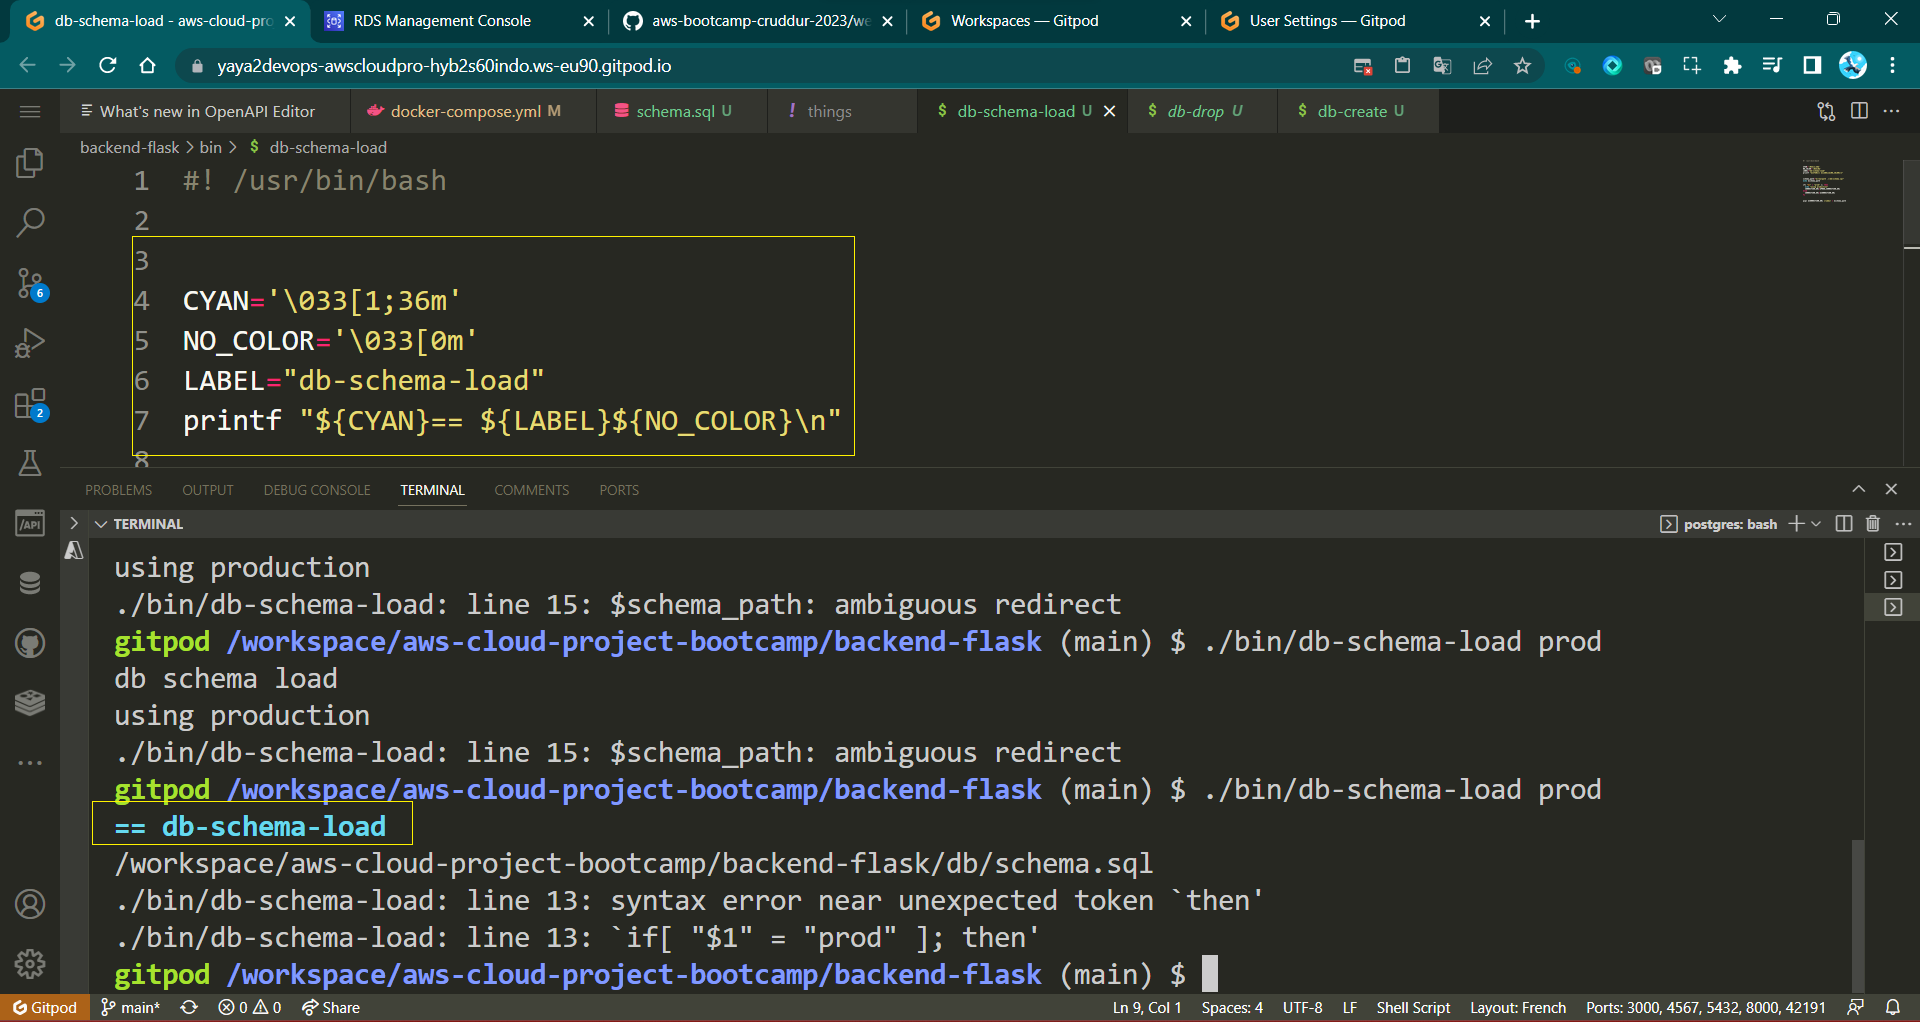 db-schema-load - aws-cloud-pro
RDS Management Console
aws-bootcamp-cruddur-2023/we
Workspaces — Gitpod
User Settings — Gitpod
yaya2devops-awscloudpro-hyb2s60indo.ws-eu90.gitpod.io
What's new in OpenAPI Editor
docker-compose.yml M
schema.sql U
! things
$ db-schema-load U
$ db-drop U
$ db-create U
backend-flask > bin > $ db-schema-load
1 #! /usr/bin/bash
2
3
4 CYAN='\033[1;36m'
5 NO_COLOR='\033[0m'
6 LABEL="db-schema-load"
7 printf "${CYAN}== ${LABEL}${NO_COLOR}\n"
8
6
2
/API
PROBLEMS
OUTPUT
DEBUG CONSOLE
TERMINAL
COMMENTS
PORTS
TERMINAL
postgres: bash
using production
./bin/db-schema-load: line 15: $schema_path: ambiguous redirect
gitpod /workspace/aws-cloud-project-bootcamp/backend-flask (main) $ ./bin/db-schema-load prod
db schema load
using production
./bin/db-schema-load: line 15: $schema_path: ambiguous redirect
gitpod /workspace/aws-cloud-project-bootcamp/backend-flask (main) $ ./bin/db-schema-load prod
== db-schema-load
/workspace/aws-cloud-project-bootcamp/backend-flask/db/schema.sql
./bin/db-schema-load: line 13: syntax error near unexpected token `then'
./bin/db-schema-load: line 13: `if[ "$1" = "prod" ]; then'
gitpod /workspace/aws-cloud-project-bootcamp/backend-flask (main) $
Gitpod
main*
0
0
Share
Ln 9, Col 1
Spaces: 4
UTF-8
LF
Shell Script
Layout: French
Ports: 3000, 4567, 5432, 8000, 42191